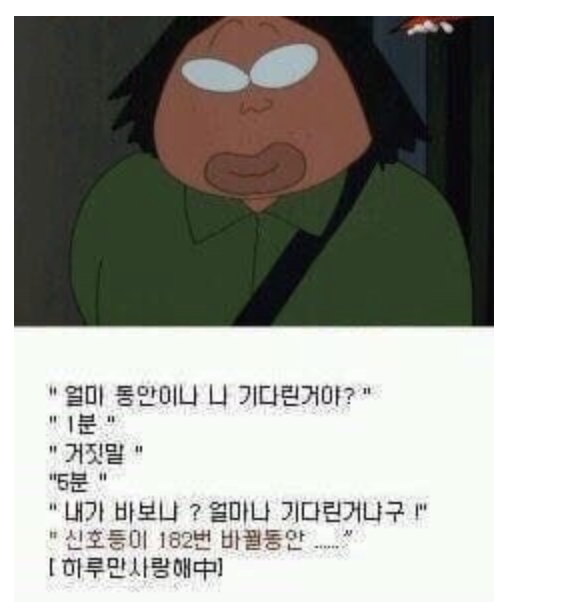 " 얼마 동안이나 나 기다린거야? "
" 1분 "
" 거짓말 "
"5분 "
" 내가 바보냐 ? 얼마나 기다린거냐구 !"
" 신호등이 182번 바뀔동안 ...... "
[ 하루만사랑해中]